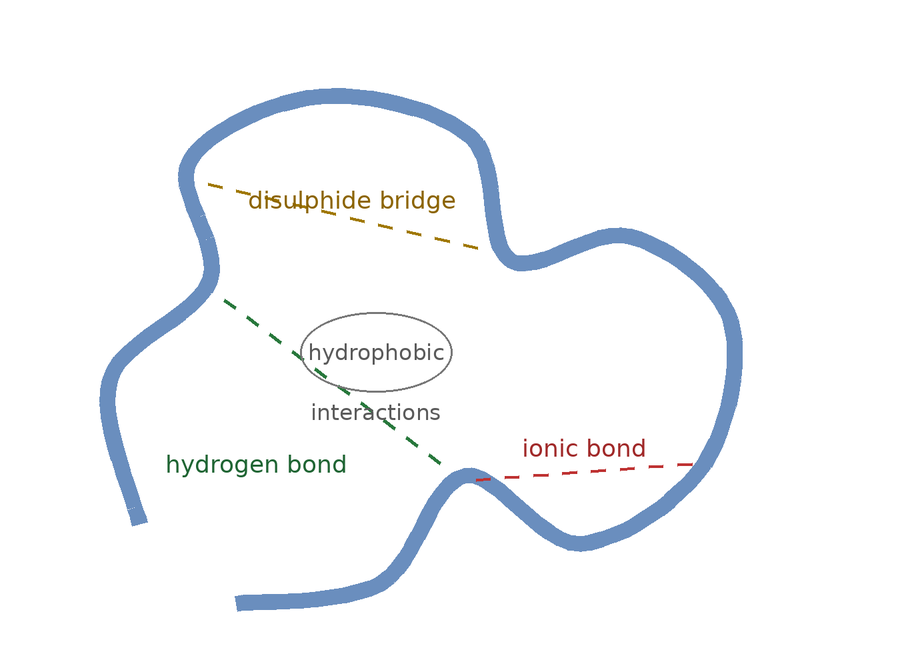 disulphide bridge
hydrophobic
interactions
hydrogen bond
ionic bond